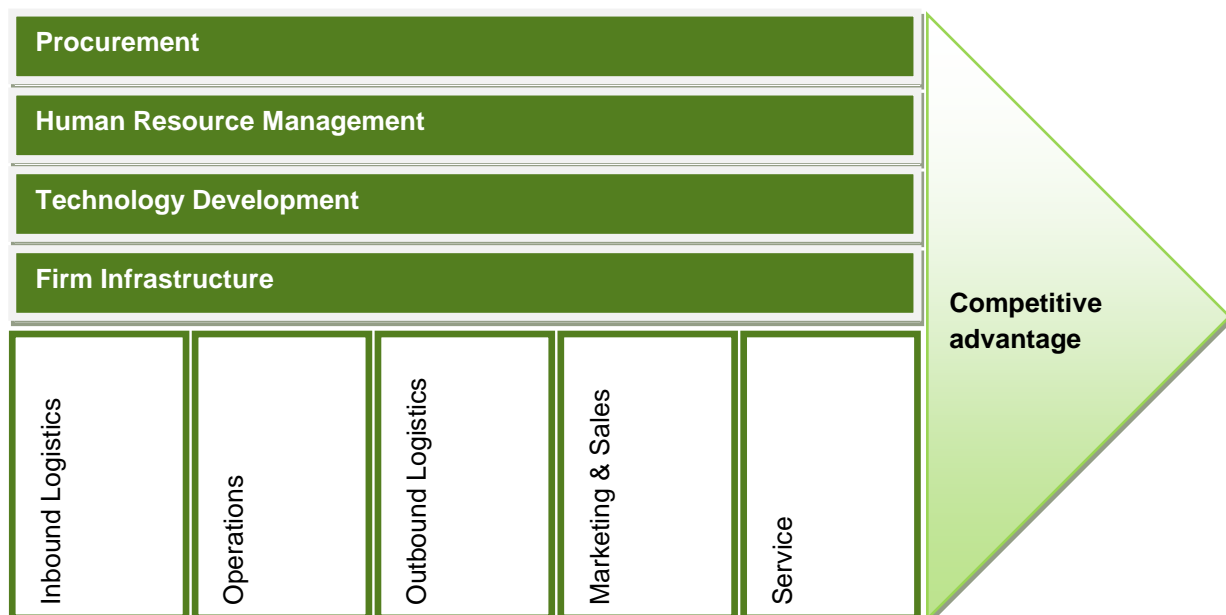 Procurement
Human Resource Management
Technology Development
Firm Infrastructure
Competitive
advantage
Inbound Logistics
Operations
Outbound Logistics
Marketing & Sales
Service